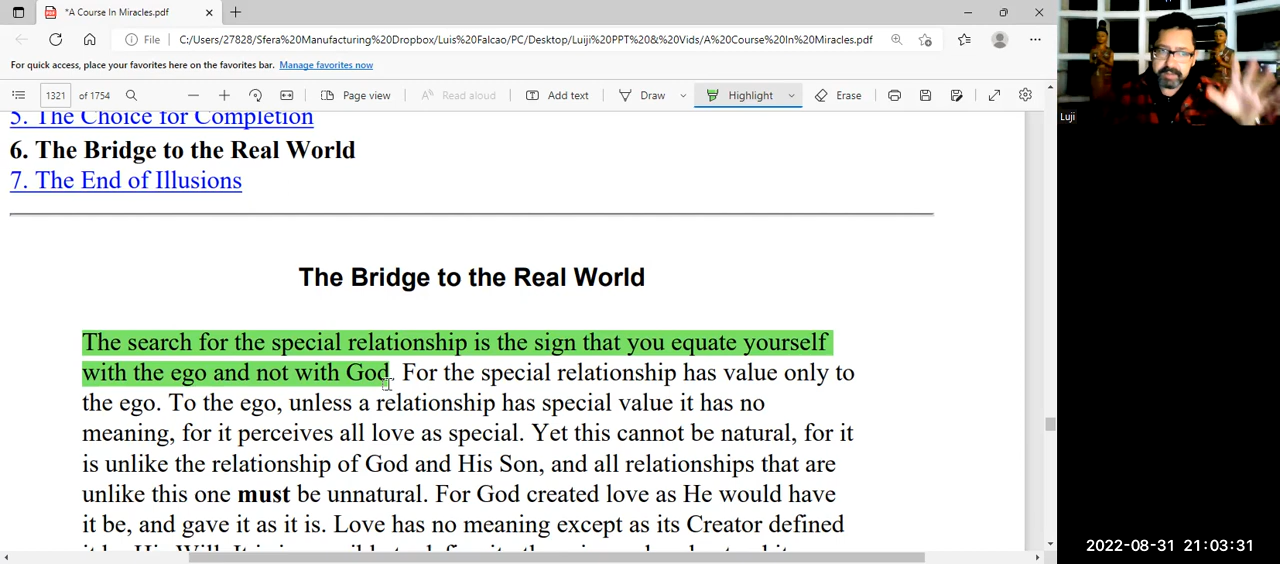 *A Course In Miracles.pdf
File
C:/Users/27828/Sfera%20Manufacturing%20Dropbox/Luis%20Falcao/PC/Desktop/Luiji%20PPT%20&%20Vids/A%20Course%20In%20Miracles.pdf
For quick access, place your favorites here on the favorites bar. Manage favorites now
1321 of 1754
Page view
Read aloud
Add text
Draw
Highlight
Erase
5. The Choice for Completion
6. The Bridge to the Real World
7. The End of Illusions
The Bridge to the Real World
The search for the special relationship is the sign that you equate yourself
with the ego and not with God. For the special relationship has value only to
the ego. To the ego, unless a relationship has special value it has no
meaning, for it perceives all love as special. Yet this cannot be natural, for it
is unlike the relationship of God and His Son, and all relationships that are
unlike this one must be unnatural. For God created love as He would have
it be, and gave it as it is. Love has no meaning except as its Creator defined
Luji
2022-08-31 21:03:31